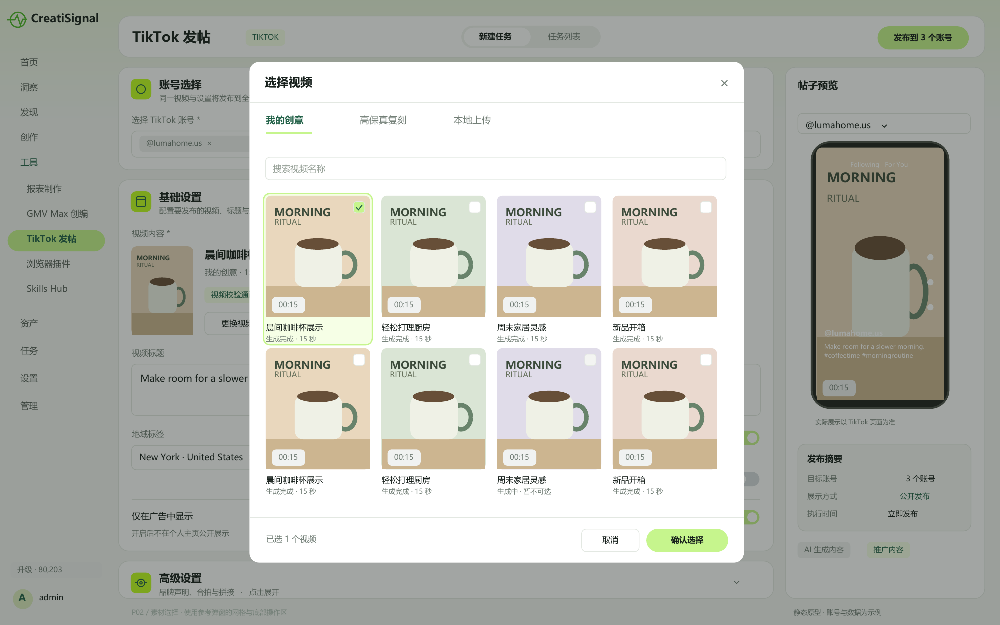 CreatiSignal
首页
洞察
发现
创作
工具
报表制作
GMV Max 创编
TikTok 发帖
浏览器插件
Skills Hub
资产
任务
设置
管理
升级 · 80,203
A
admin
TikTok 发帖
TIKTOK
新建任务
任务列表
发布到 3 个账号
账号选择
同一视频与设置将发布到全
选择 TikTok 账号 *
@lumahome.us ×
基础设置
配置要发布的视频、标题与
视频内容 *
MORNING
RITUAL
晨间咖啡
我的创意 · 1
视频校验通
更换视频
视频标题
Make room for a slower
地域标签
New York · United States
仅在广告中显示
开启后不在个人主页公开展示
高级设置
品牌声明、合拍与拼接 · 点击展开
P02 / 素材选择 · 使用参考弹窗的网格与底部操作区
选择视频
×
我的创意
高保真复刻
本地上传
搜索视频名称
MORNING
RITUAL
00:15
晨间咖啡杯展示
生成完成 · 15 秒
MORNING
RITUAL
00:15
轻松打理厨房
生成完成 · 15 秒
MORNING
RITUAL
00:15
周末家居灵感
生成完成 · 15 秒
MORNING
RITUAL
00:15
新品开箱
生成完成 · 15 秒
MORNING
RITUAL
00:15
晨间咖啡杯展示
生成完成 · 15 秒
MORNING
RITUAL
00:15
轻松打理厨房
生成完成 · 15 秒
MORNING
RITUAL
00:15
周末家居灵感
生成中 · 暂不可选
MORNING
RITUAL
00:15
新品开箱
生成完成 · 15 秒
已选 1 个视频
取消
确认选择
帖子预览
@lumahome.us
Following For You
MORNING
RITUAL
@lumahome.us
Make room for a slower morning.
#coffeetime #morningroutine
00:15
实际展示以 TikTok 页面为准
发布摘要
目标账号 3 个账号
展示方式 公开发布
执行时间 立即发布
AI 生成内容
推广内容
静态原型 · 账号与数据为示例